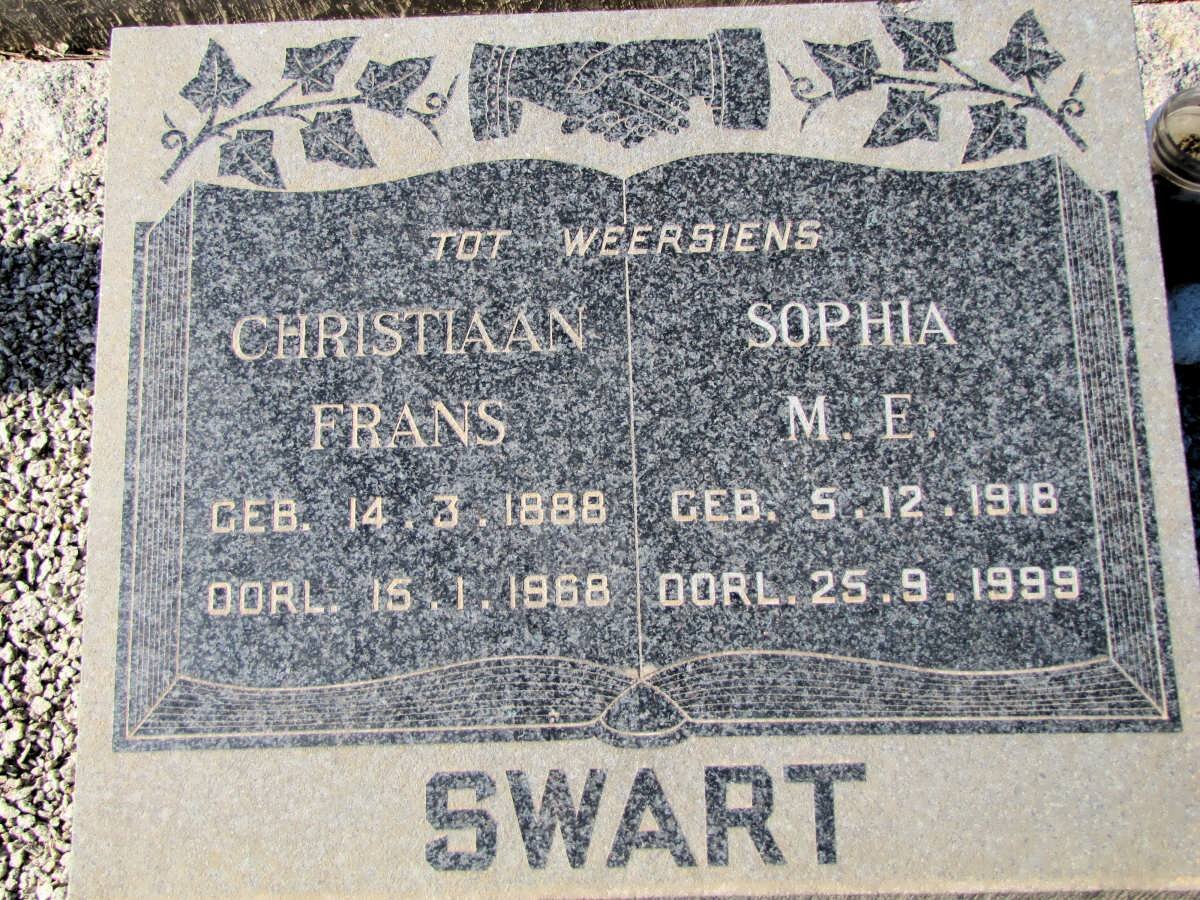 TOT WEERSIENS
CHRISTIAAN
FRANS
GEB. 14.3.1888
OORL. 15.1.1968
SOPHIA
M. E.
GEB. 5.12.1918
OORL. 25.9.1999
SWART